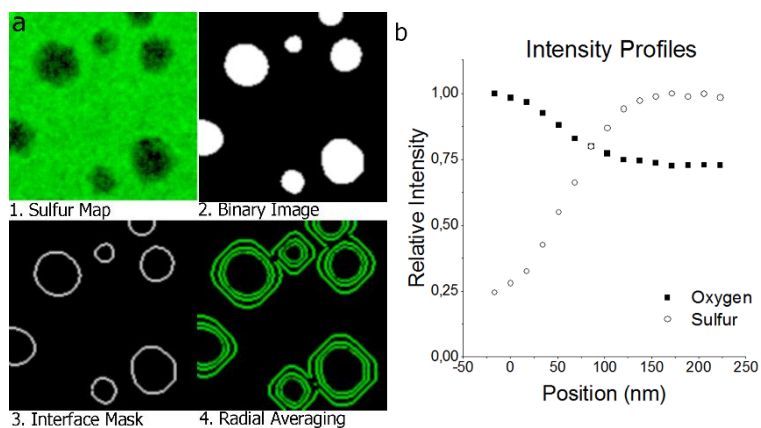 a
1. Sulfur Map
2. Binary Image
3. Interface Mask
4. Radial Averaging
b
Intensity Profiles
Relative Intensity
1,00
0,75
0,50
0,25
0,00
Oxygen
Sulfur
-50
0
50
100
150
200
250
Position (nm)